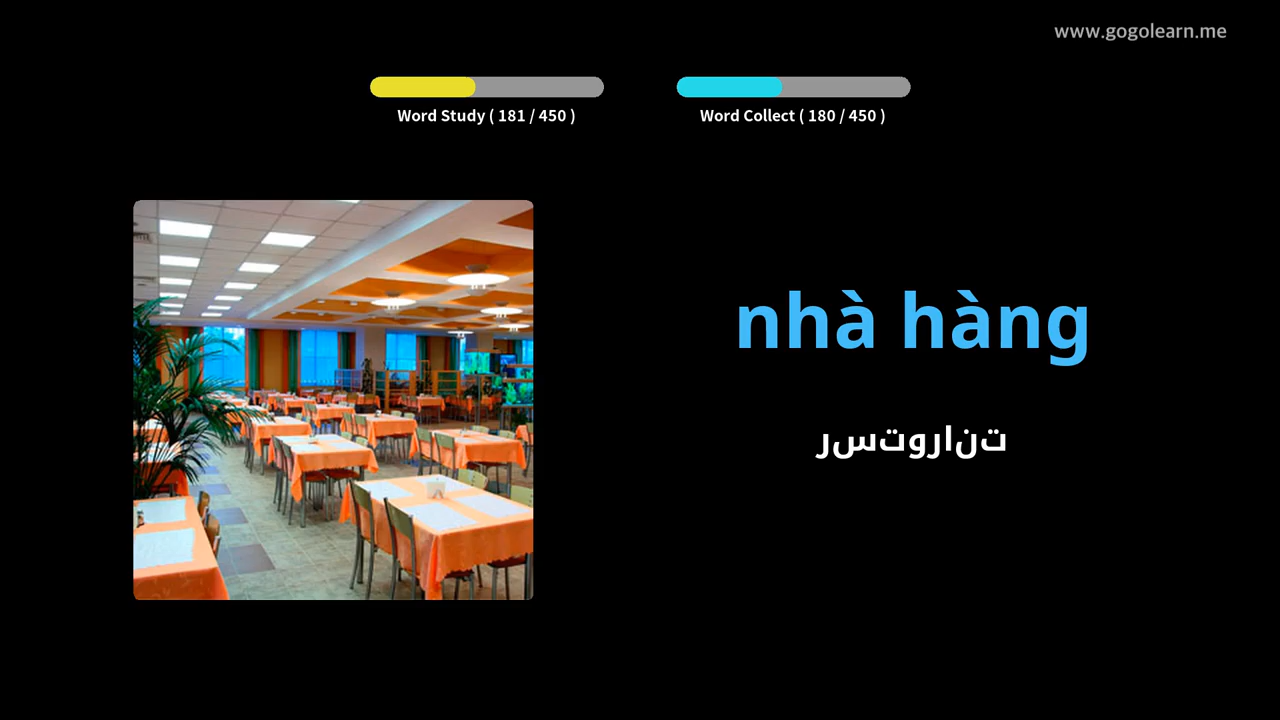 www.gogolearn.me
Word Study ( 181 / 450 )
Word Collect ( 180 / 450 )
nhà hàng
رستورانت